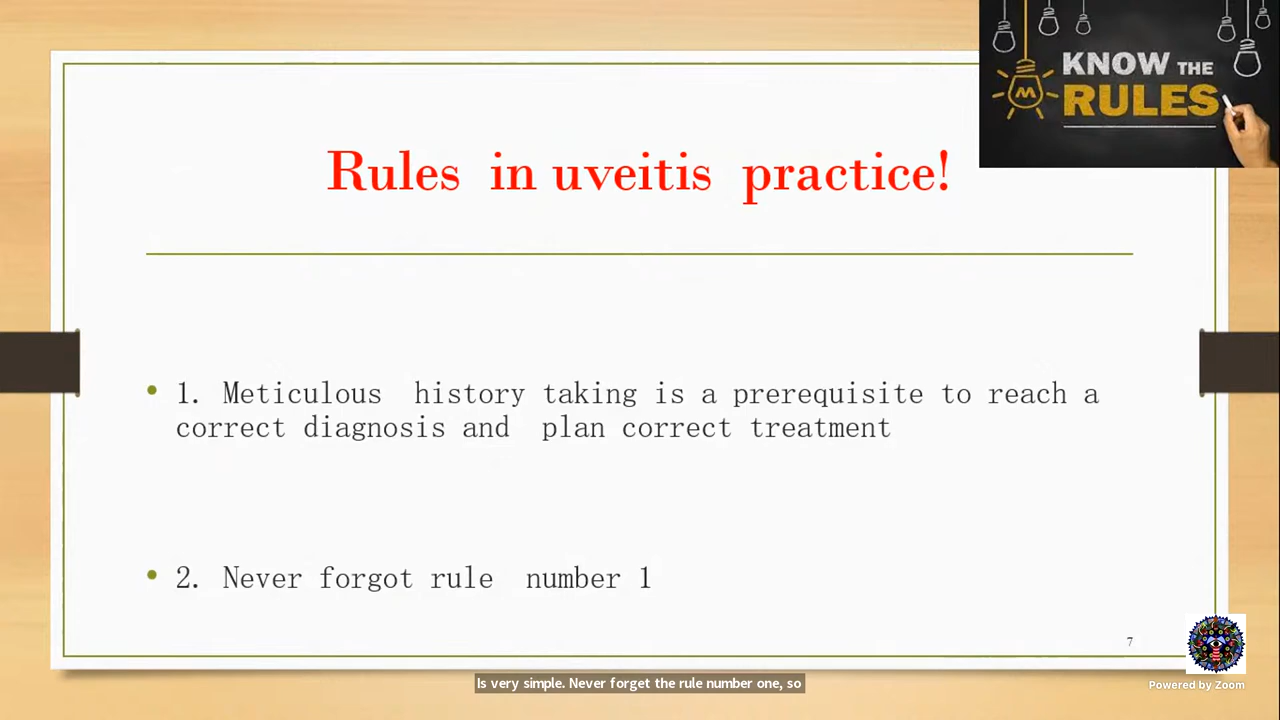 KNOW THE
RULES
Rules in uveitis practice!
• 1. Meticulous history taking is a prerequisite to reach a
correct diagnosis and plan correct treatment
• 2. Never forgot rule number 1
7
Is very simple. Never forget the rule number one, so
Powered by Zoom